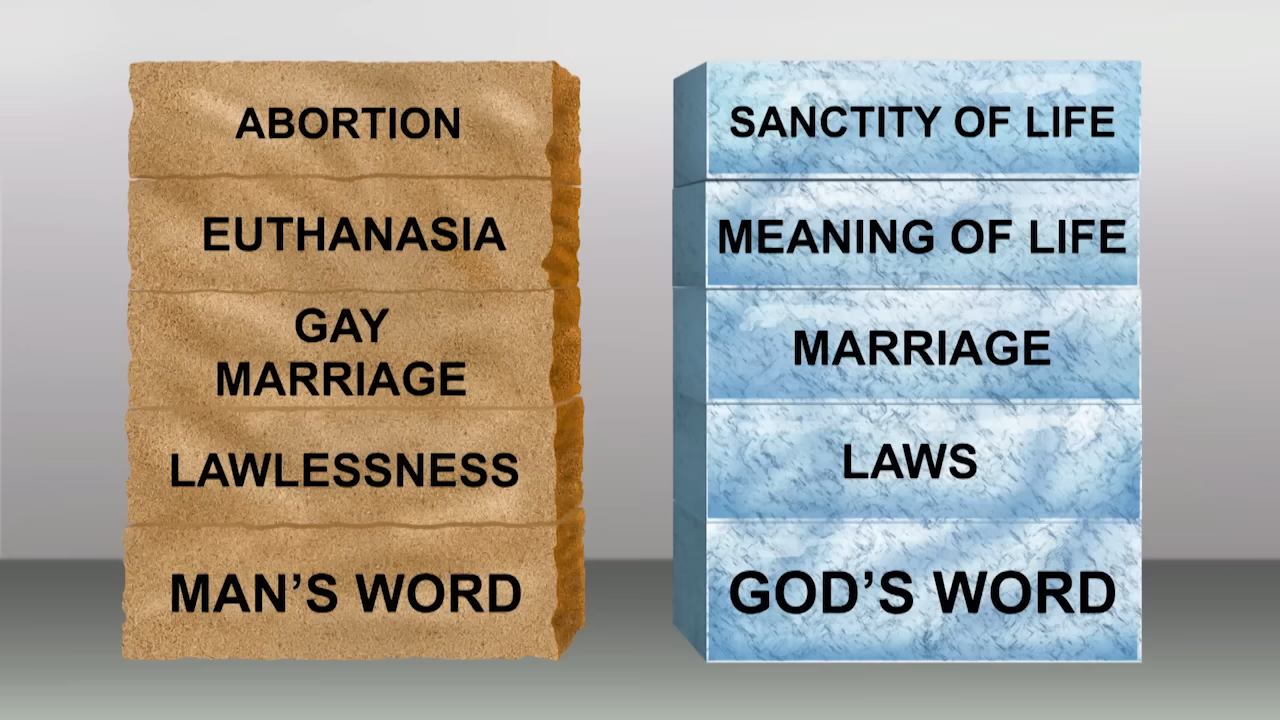 ABORTION
EUTHANASIA
GAY
MARRIAGE
LAWLESSNESS
MAN’S WORD
SANCTITY OF LIFE
MEANING OF LIFE
MARRIAGE
LAWS
GOD’S WORD